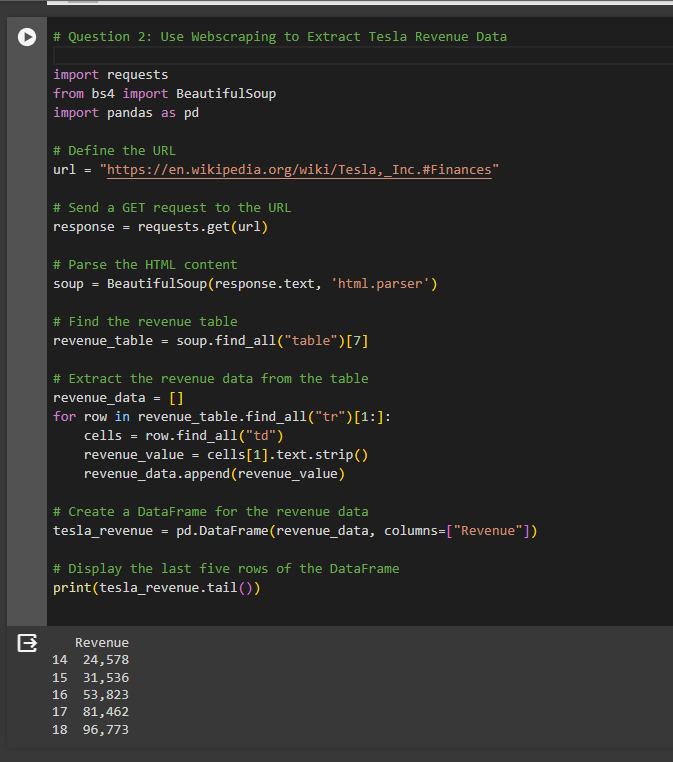 # Question 2: Use Webscraping to Extract Tesla Revenue Data
import requests
from bs4 import BeautifulSoup
import pandas as pd
# Define the URL
url = "https://en.wikipedia.org/wiki/Tesla,_Inc.#Finances"
# Send a GET request to the URL
response = requests.get(url)
# Parse the HTML content
soup = BeautifulSoup(response.text, 'html.parser')
# Find the revenue table
revenue_table = soup.find_all("table")[7]
# Extract the revenue data from the table
revenue_data = []
for row in revenue_table.find_all("tr")[1:]:
    cells = row.find_all("td")
    revenue_value = cells[1].text.strip()
    revenue_data.append(revenue_value)
# Create a DataFrame for the revenue data
tesla_revenue = pd.DataFrame(revenue_data, columns=["Revenue"])
# Display the last five rows of the DataFrame
print(tesla_revenue.tail())
   Revenue
14  24,578
15  31,536
16  53,823
17  81,462
18  96,773